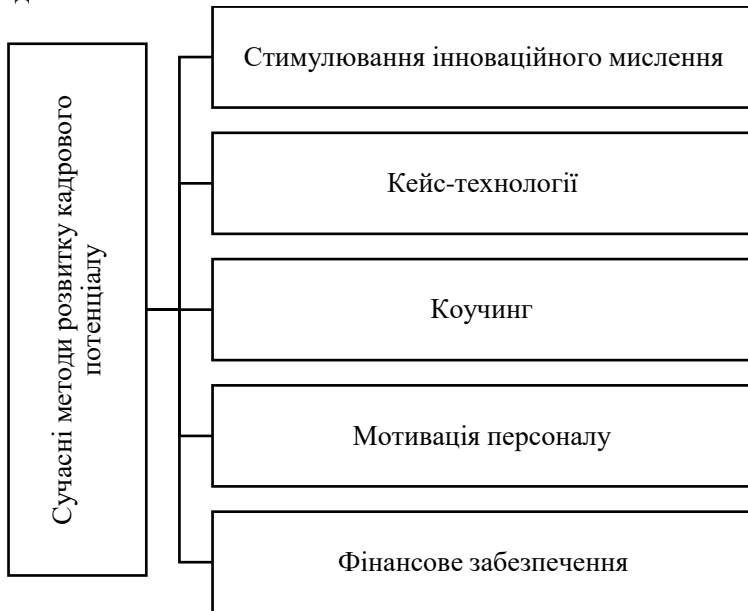 Сучасні методи розвитку кадрового
потенціалу
Стимулювання інноваційного мислення
Кейс-технології
Коучинг
Мотивація персоналу
Фінансове забезпечення